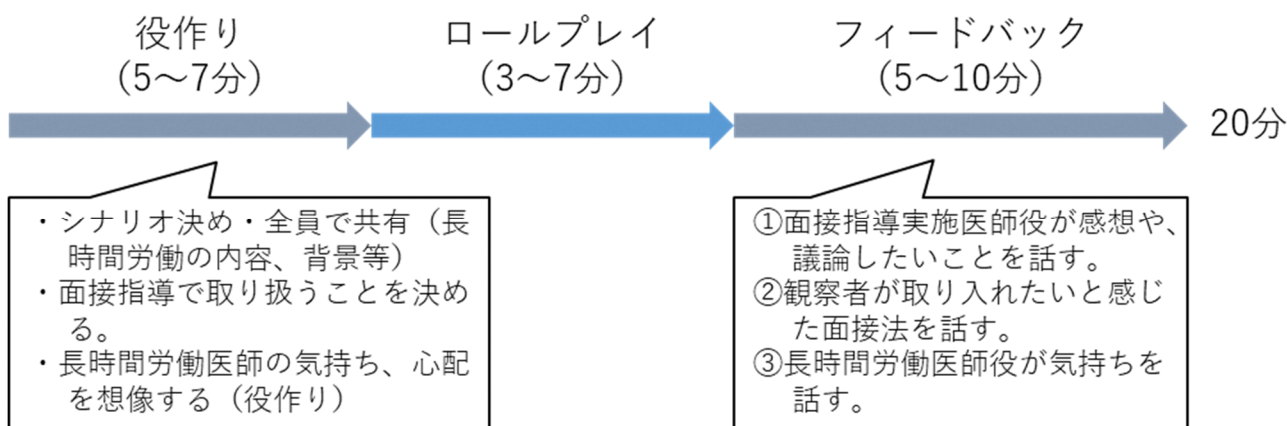 役作り
(5～7分)
ロールプレイ
(3～7分)
フィードバック
(5～10分)
20分
・シナリオ決め・全員で共有（長
時間労働の内容、背景等）
・面接指導で取り扱うことを決め
る。
・長時間労働医師の気持ち、心配
を想像する（役作り）
①面接指導実施医師役が感想や、
議論したいことを話す。
②観察者が取り入れたいと感じ
た面接法を話す。
③長時間労働医師役が気持ちを
話す。